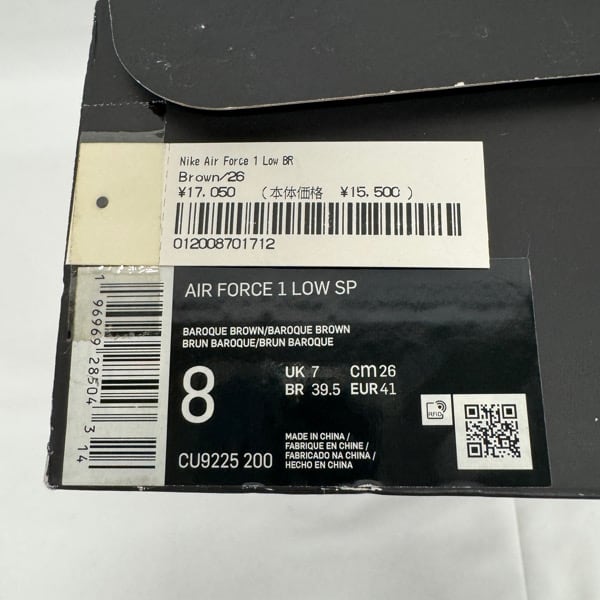 Nike Air Force 1 Low BR
Brown/26
¥17,050 (本体価格 ¥15,500)
012008701712
AIR FORCE 1 LOW SP
BAROQUE BROWN/BAROQUE BROWN
BRUN BAROQUE/BRUN BAROQUE
8
UK 7 cm 26
BR 39.5 EUR 41
RFID
CU9225 200
MADE IN CHINA /
FABRIQUE EN CHINE /
FABRICADO NA CHINA /
HECHO EN CHINA
1 96969 28504 3 14